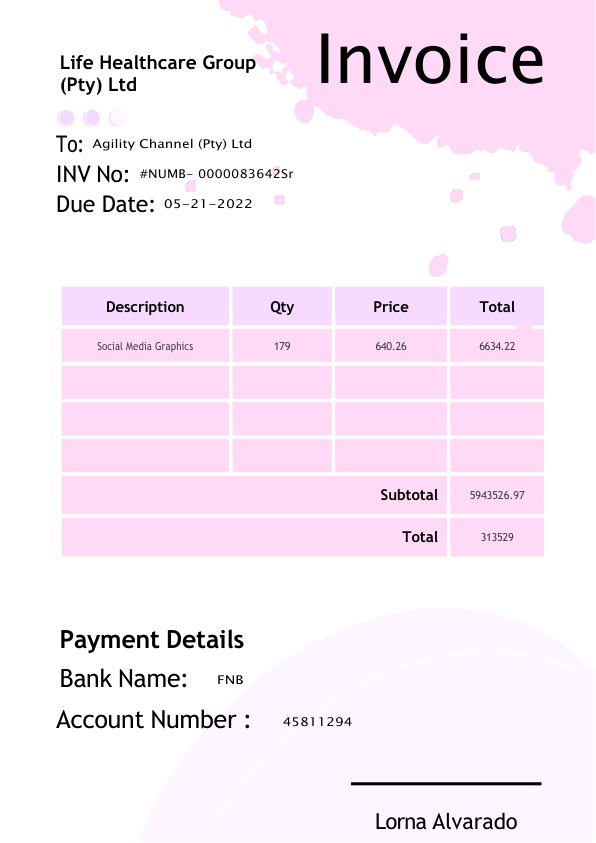 Invoice
Life Healthcare Group
(Pty) Ltd
To: Agility Channel (Pty) Ltd
INV No: #NUMB- 0000083642Sr
Due Date: 05-21-2022
Description Qty Price Total
Social Media Graphics 179 640.26 6634.22
Subtotal 5943526.97
Total 313529
Payment Details
Bank Name: FNB
Account Number : 45811294
Lorna Alvarado